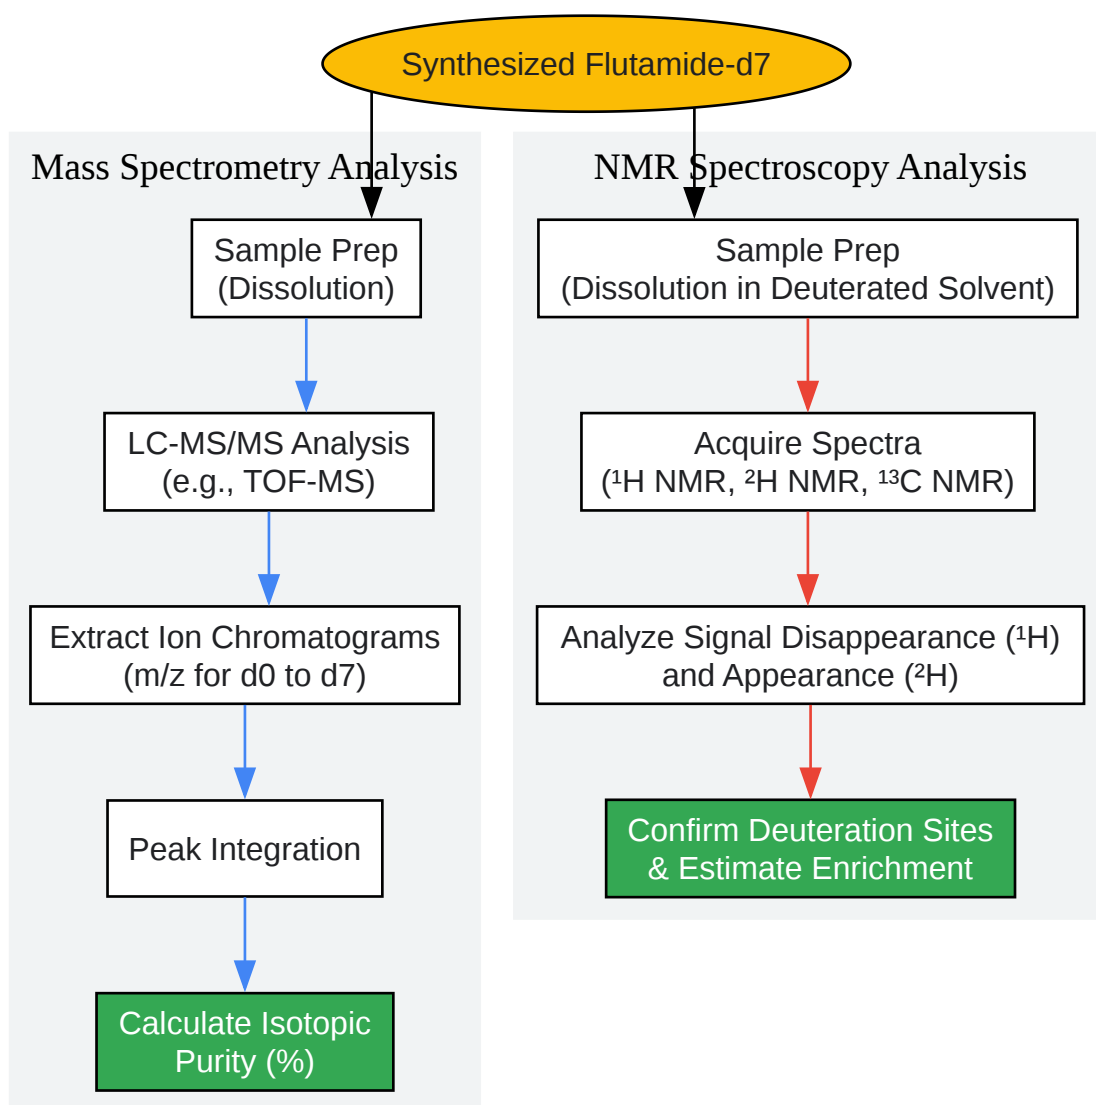 Synthesized Flutamide-d7
Mass Spectrometry Analysis
Sample Prep
(Dissolution)
LC-MS/MS Analysis
(e.g., TOF-MS)
Extract Ion Chromatograms
(m/z for d0 to d7)
Peak Integration
Calculate Isotopic
Purity (%)
NMR Spectroscopy Analysis
Sample Prep
(Dissolution in Deuterated Solvent)
Acquire Spectra
(¹H NMR, ²H NMR, ¹³C NMR)
Analyze Signal Disappearance (¹H)
and Appearance (²H)
Confirm Deuteration Sites
& Estimate Enrichment